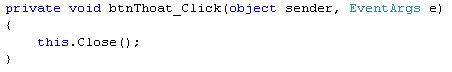 private void btnThoat_Click(object sender, EventArgs e)
{
    this.Close();
}